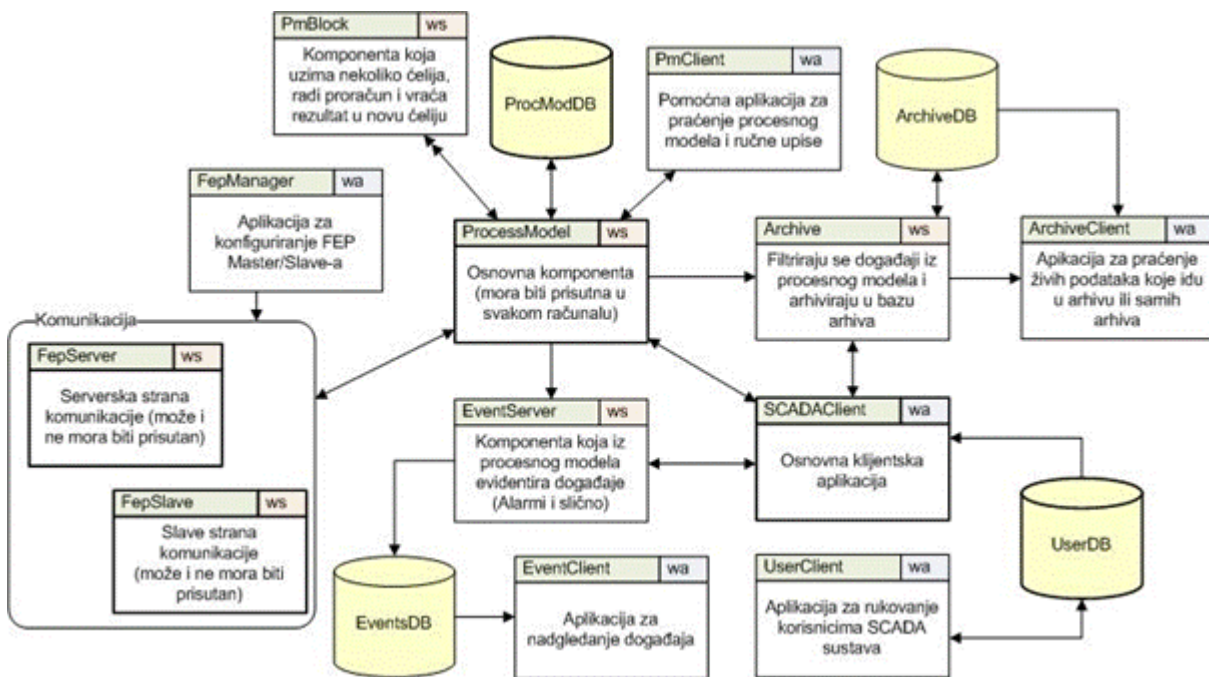 PmBlock ws
Komponenta koja
uzima nekoliko ćelija,
radi proračun i vraća
rezultat u novu ćeliju
ProcModDB
PmClient wa
Pomoćna aplikacija za
praćenje procesnog
modela i ručne upise
ArchiveDB
FepManager wa
Aplikacija za
konfiguriranje FEP
Master/Slave-a
ProcessModel ws
Osnovna komponenta
(mora biti prisutna u
svakom računalu)
Archive ws
Filtriraju se događaji iz
procesnog modela i
arhiviraju u bazu
arhiva
ArchiveClient wa
Apikacija za praćenje
živih podataka koje idu
u arhivu ili samih
arhiva
Komunikacija
FepServer ws
Serverska strana
komunikacije (može i
ne mora biti prisutan)
FepSlave ws
Slave strana
komunikacije
(može i ne mora biti
prisutan)
EventServer ws
Komponenta koja iz
procesnog modela
evidentira događaje
(Alarmi i slično)
SCADAClient wa
Osnovna klijentska
aplikacija
UserDB
EventsDB
EventClient wa
Aplikacija za
nadgledanje događaja
UserClient wa
Aplikacija za rukovanje
korisnicima SCADA
sustava